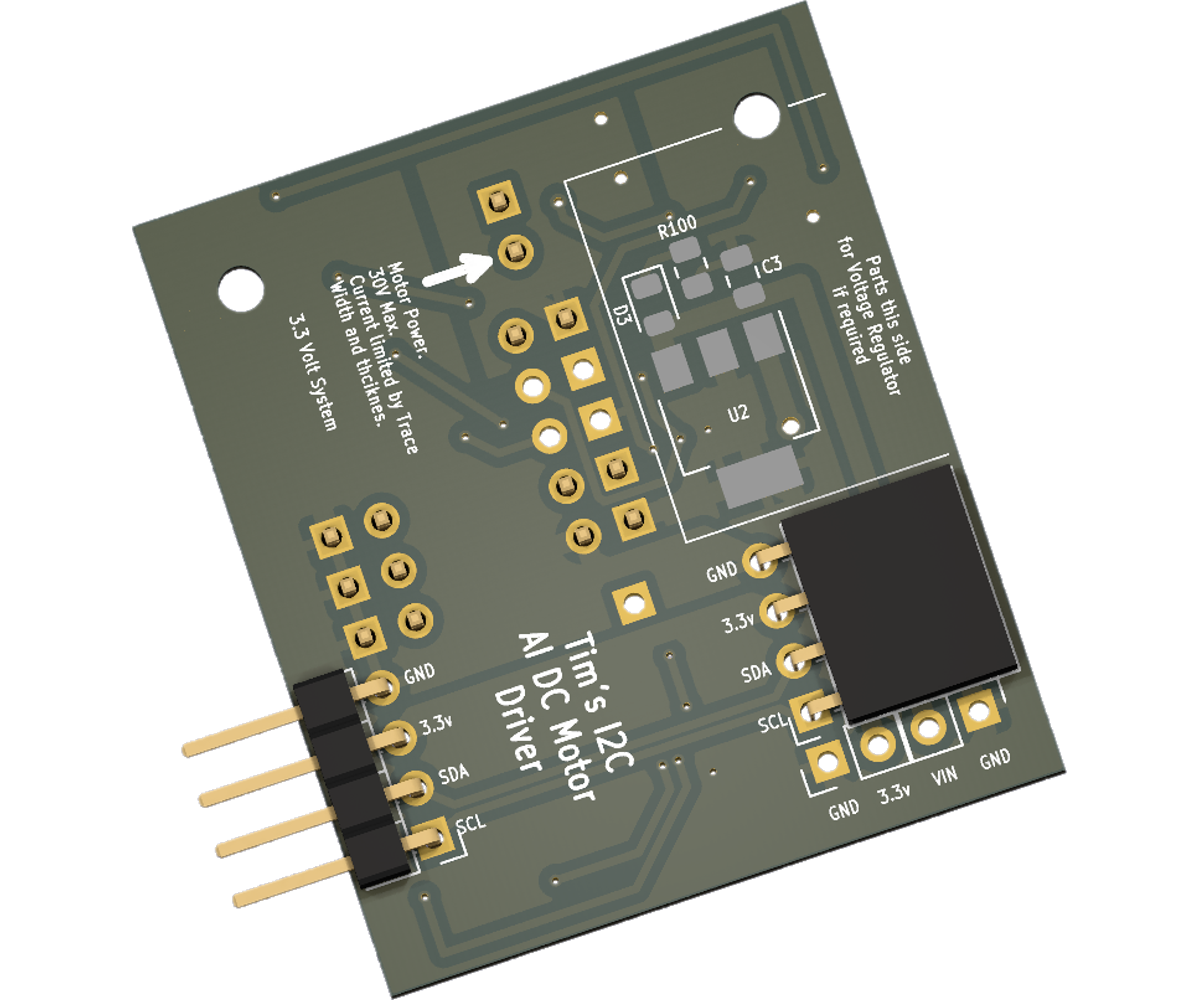 R100
C3
D3
U2
Parts this side
for Voltage Regulator
if required
Motor Power.
30V Max.
Current limited by Trace
Width and thciknes.
3.3 Volt System
GND
3.3v
SDA
SCL
GND
3.3v
VIN
GND
Tim's I2C
AI DC Motor
Driver
GND
3.3v
SDA
SCL